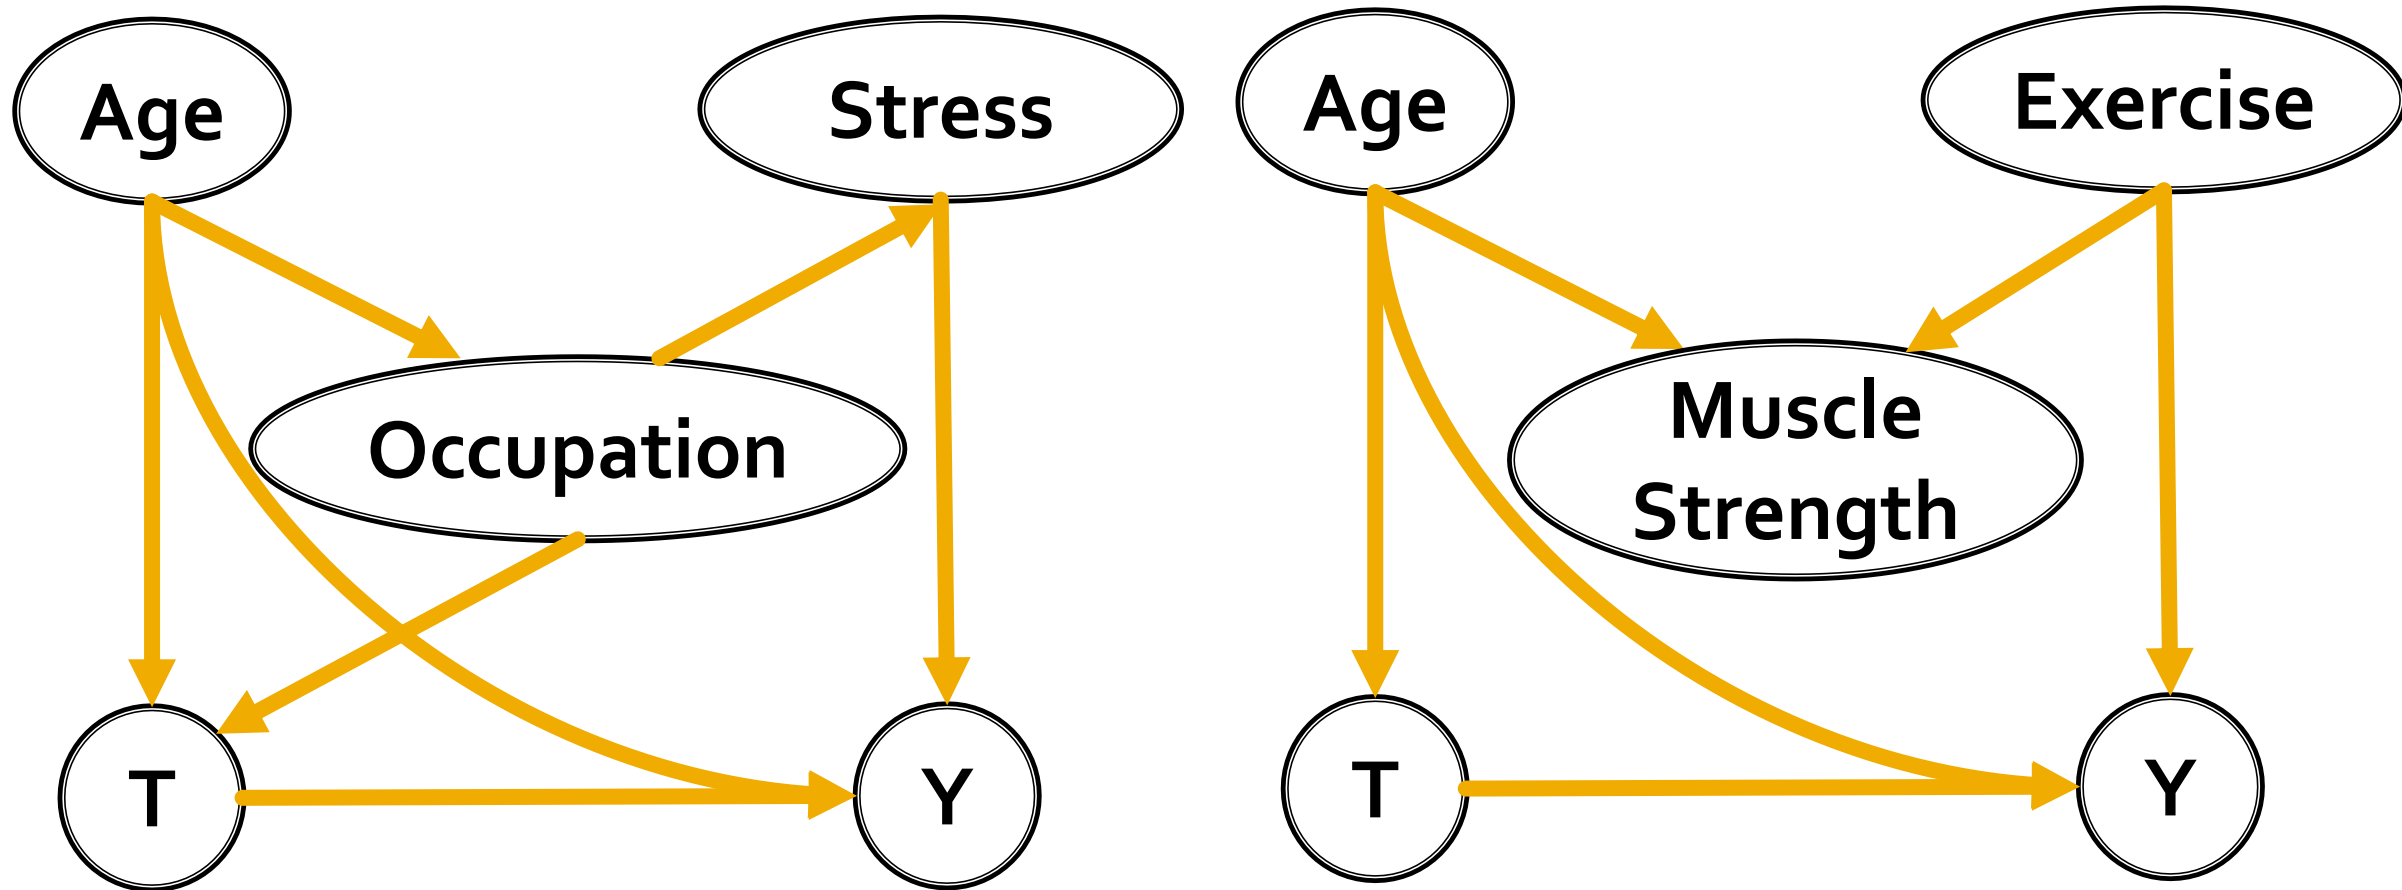 Age
Stress
Occupation
T
Y
Age
Exercise
Muscle
Strength
T
Y